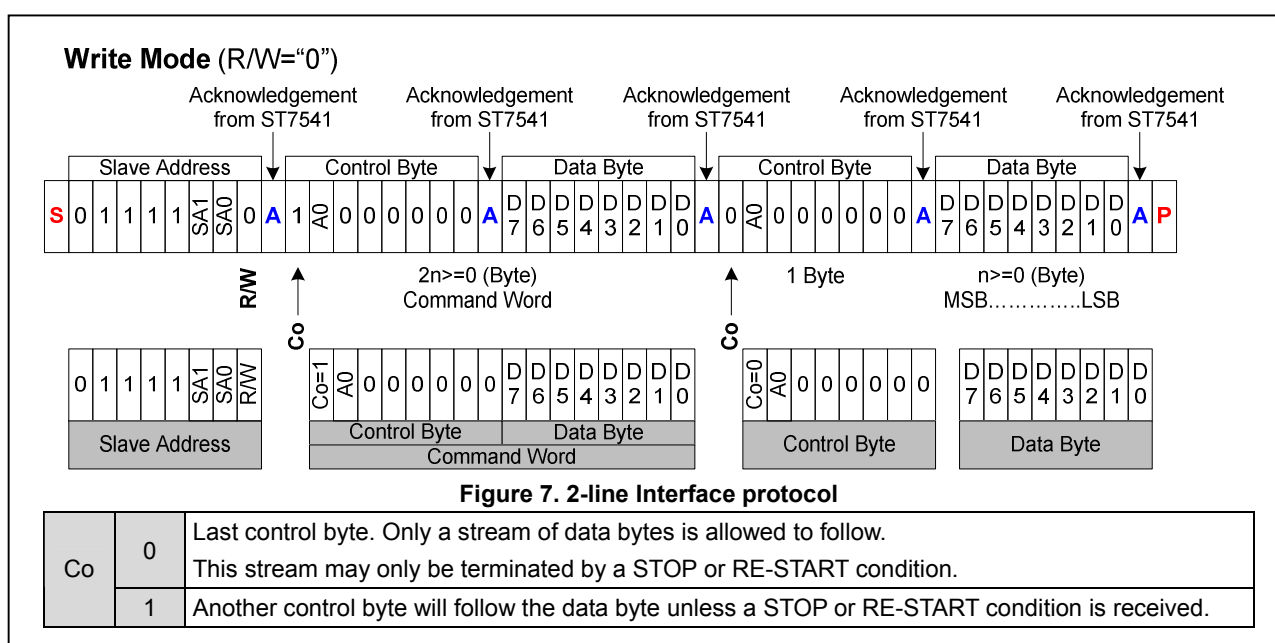 Write Mode (R/W=“0”)
Acknowledgement from ST7541
Acknowledgement from ST7541
Acknowledgement from ST7541
Acknowledgement from ST7541
Acknowledgement from ST7541
Slave Address Control Byte Data Byte Control Byte Data Byte
S 0 1 1 1 1 SA1 SA0 0 A 1 A0 0 0 0 0 0 0 A D7 D6 D5 D4 D3 D2 D1 D0 A 0 A0 0 0 0 0 0 0 A D7 D6 D5 D4 D3 D2 D1 D0 A P
R/W
Co
2n>=0 (Byte)
Command Word
Co
1 Byte
n>=0 (Byte)
MSB…………..LSB
0 1 1 1 1 SA1 SA0 R/W
Slave Address
Co=1 A0 0 0 0 0 0 0 D7 D6 D5 D4 D3 D2 D1 D0
Control Byte Data Byte
Command Word
Co=0 A0 0 0 0 0 0 0
Control Byte
D7 D6 D5 D4 D3 D2 D1 D0
Data Byte
Figure 7. 2-line Interface protocol
Co
0
Last control byte. Only a stream of data bytes is allowed to follow.
This stream may only be terminated by a STOP or RE-START condition.
1
Another control byte will follow the data byte unless a STOP or RE-START condition is received.